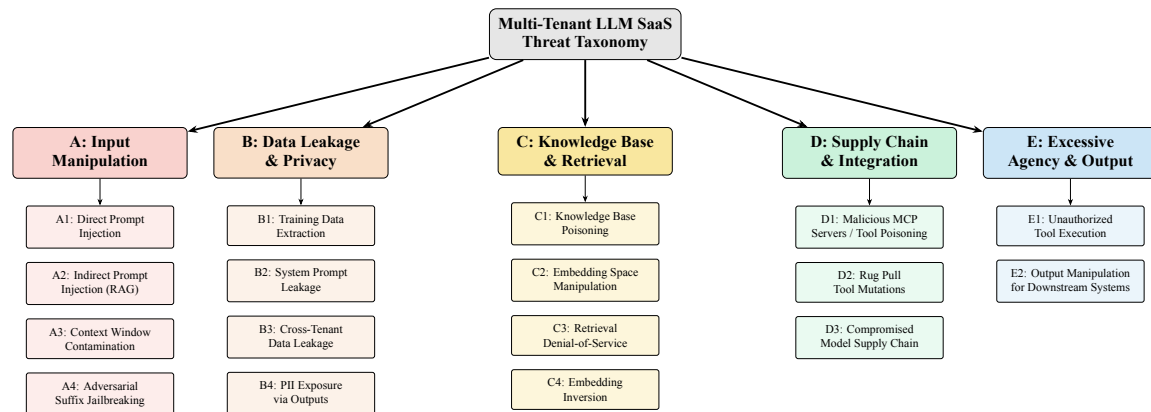 Multi-Tenant LLM SaaS
Threat Taxonomy
A: Input
Manipulation
A1: Direct Prompt
Injection
A2: Indirect Prompt
Injection (RAG)
A3: Context Window
Contamination
A4: Adversarial
Suffix Jailbreaking
B: Data Leakage
& Privacy
B1: Training Data
Extraction
B2: System Prompt
Leakage
B3: Cross-Tenant
Data Leakage
B4: PII Exposure
via Outputs
C: Knowledge Base
& Retrieval
C1: Knowledge Base
Poisoning
C2: Embedding Space
Manipulation
C3: Retrieval
Denial-of-Service
C4: Embedding
Inversion
D: Supply Chain
& Integration
D1: Malicious MCP
Servers / Tool Poisoning
D2: Rug Pull
Tool Mutations
D3: Compromised
Model Supply Chain
E: Excessive
Agency & Output
E1: Unauthorized
Tool Execution
E2: Output Manipulation
for Downstream Systems